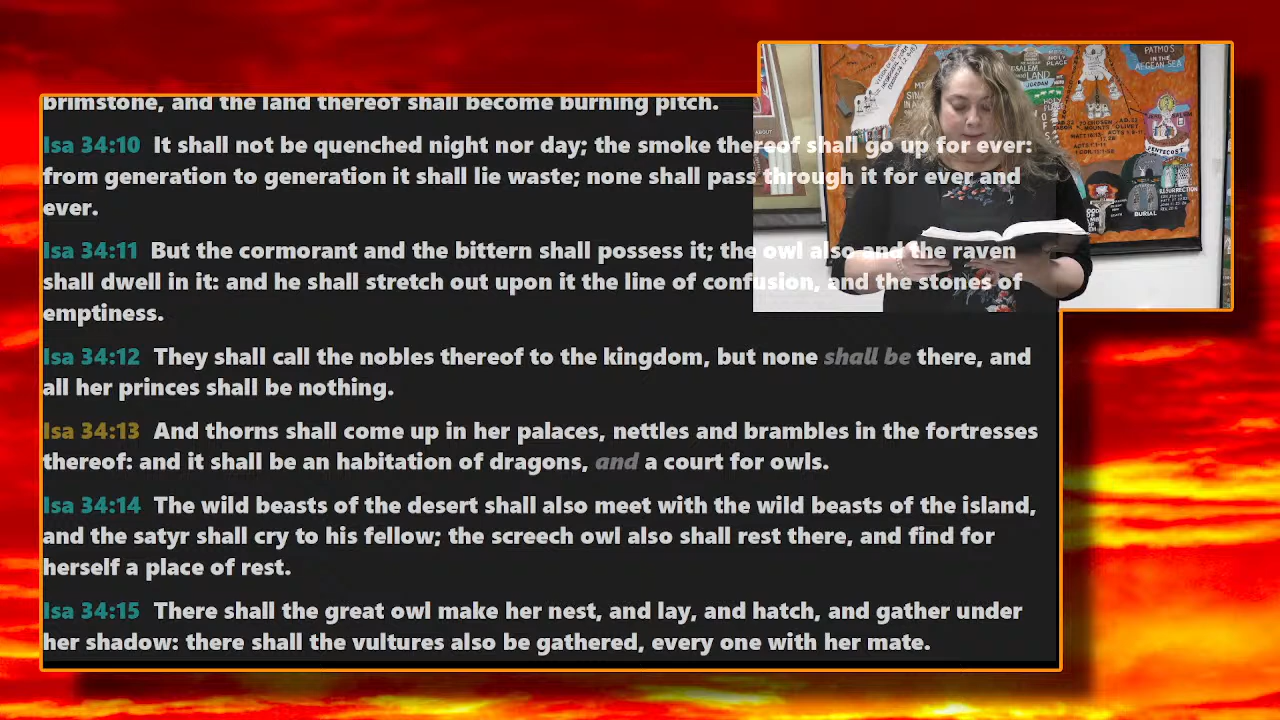 brimstone, and the land thereof shall become burning pitch.
Isa 34:10 It shall not be quenched night nor day; the smoke thereof shall go up for ever:
from generation to generation it shall lie waste; none shall pass through it for ever and
ever.
Isa 34:11 But the cormorant and the bittern shall possess it; the owl also and the raven
shall dwell in it: and he shall stretch out upon it the line of confusion, and the stones of
emptiness.
Isa 34:12 They shall call the nobles thereof to the kingdom, but none shall be there, and
all her princes shall be nothing.
Isa 34:13 And thorns shall come up in her palaces, nettles and brambles in the fortresses
thereof: and it shall be an habitation of dragons, and a court for owls.
Isa 34:14 The wild beasts of the desert shall also meet with the wild beasts of the island,
and the satyr shall cry to his fellow; the screech owl also shall rest there, and find for
herself a place of rest.
Isa 34:15 There shall the great owl make her nest, and lay, and hatch, and gather under
her shadow: there shall the vultures also be gathered, every one with her mate.
PATMOS
IN THE
AEGEAN SEA
LAND
JORDAN
PENTECOST
RESURRECTION
BURIAL
ABOUT